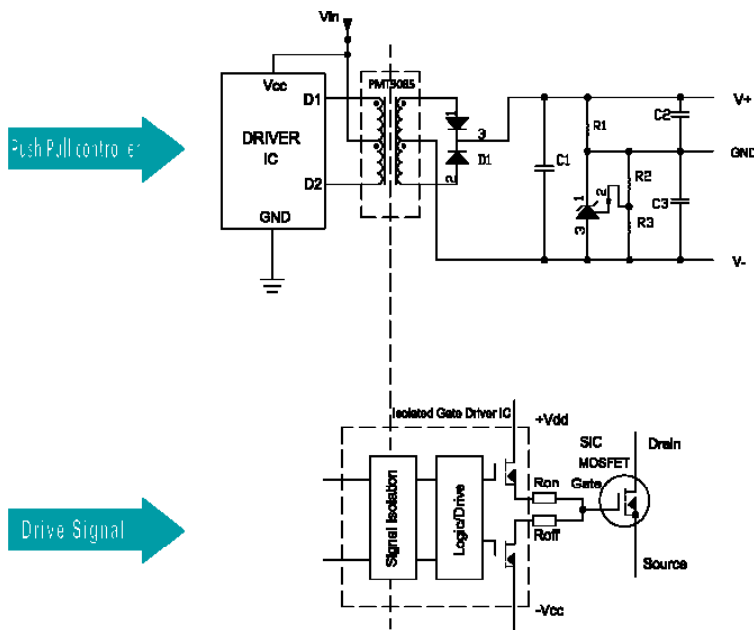 Vin
PMT9085
Vcc
D1
V+
1
3
R1
C2
Push Pull controller
DRIVER
IC
D1
C1
GND
2
R2
1
2
D2
3
R3
C3
GND
V-
Isolated Gate Driver IC
+Vdd
SIC
MOSFET
Drain
Ron
Gate
Signal Isolation
Logic/Drive
Drive Signal
Roff
Source
-Vcc